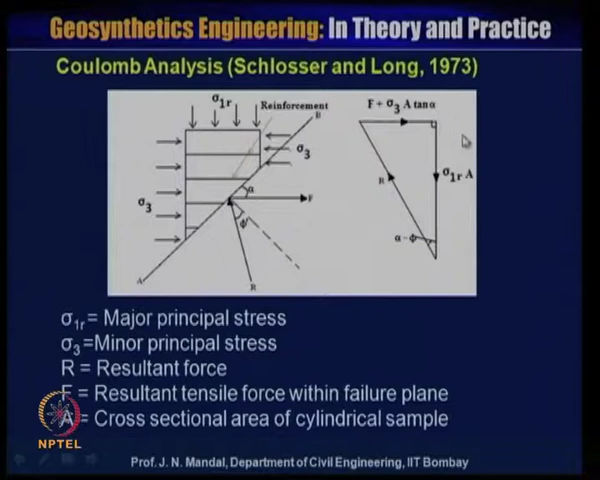 Geosynthetics Engineering: In Theory and Practice
Coulomb Analysis (Schlosser and Long, 1973)
σ1r
Reinforcement
B
σ3
α
F
σ3
ϕ
A
R
F + σ3 A tanα
R
σ1r A
α - ϕ
σ1r = Major principal stress
σ3 =Minor principal stress
R = Resultant force
F = Resultant tensile force within failure plane
A = Cross sectional area of cylindrical sample
NPTEL
Prof. J. N. Mandal, Department of Civil Engineering, IIT Bombay